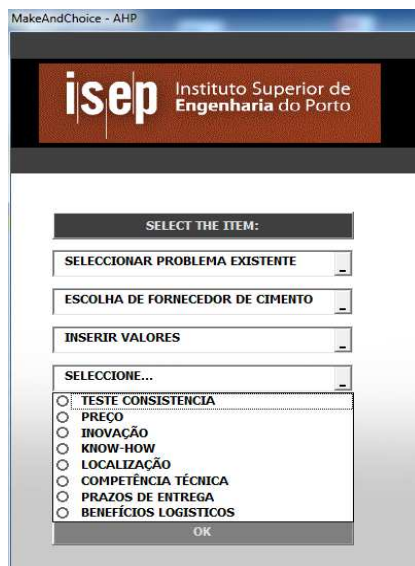 MakeAndChoice - AHP
isep
Instituto Superior de
Engenharia do Porto
SELECT THE ITEM:
SELECCIONAR PROBLEMA EXISTENTE
ESCOLHA DE FORNECEDOR DE CIMENTO
INSERIR VALORES
SELECCIONE...
TESTE CONSISTENCIA
PREÇO
INOVAÇÃO
KNOW-HOW
LOCALIZAÇÃO
COMPETÊNCIA TÉCNICA
PRAZOS DE ENTREGA
BENEFÍCIOS LOGISTICOS
OK